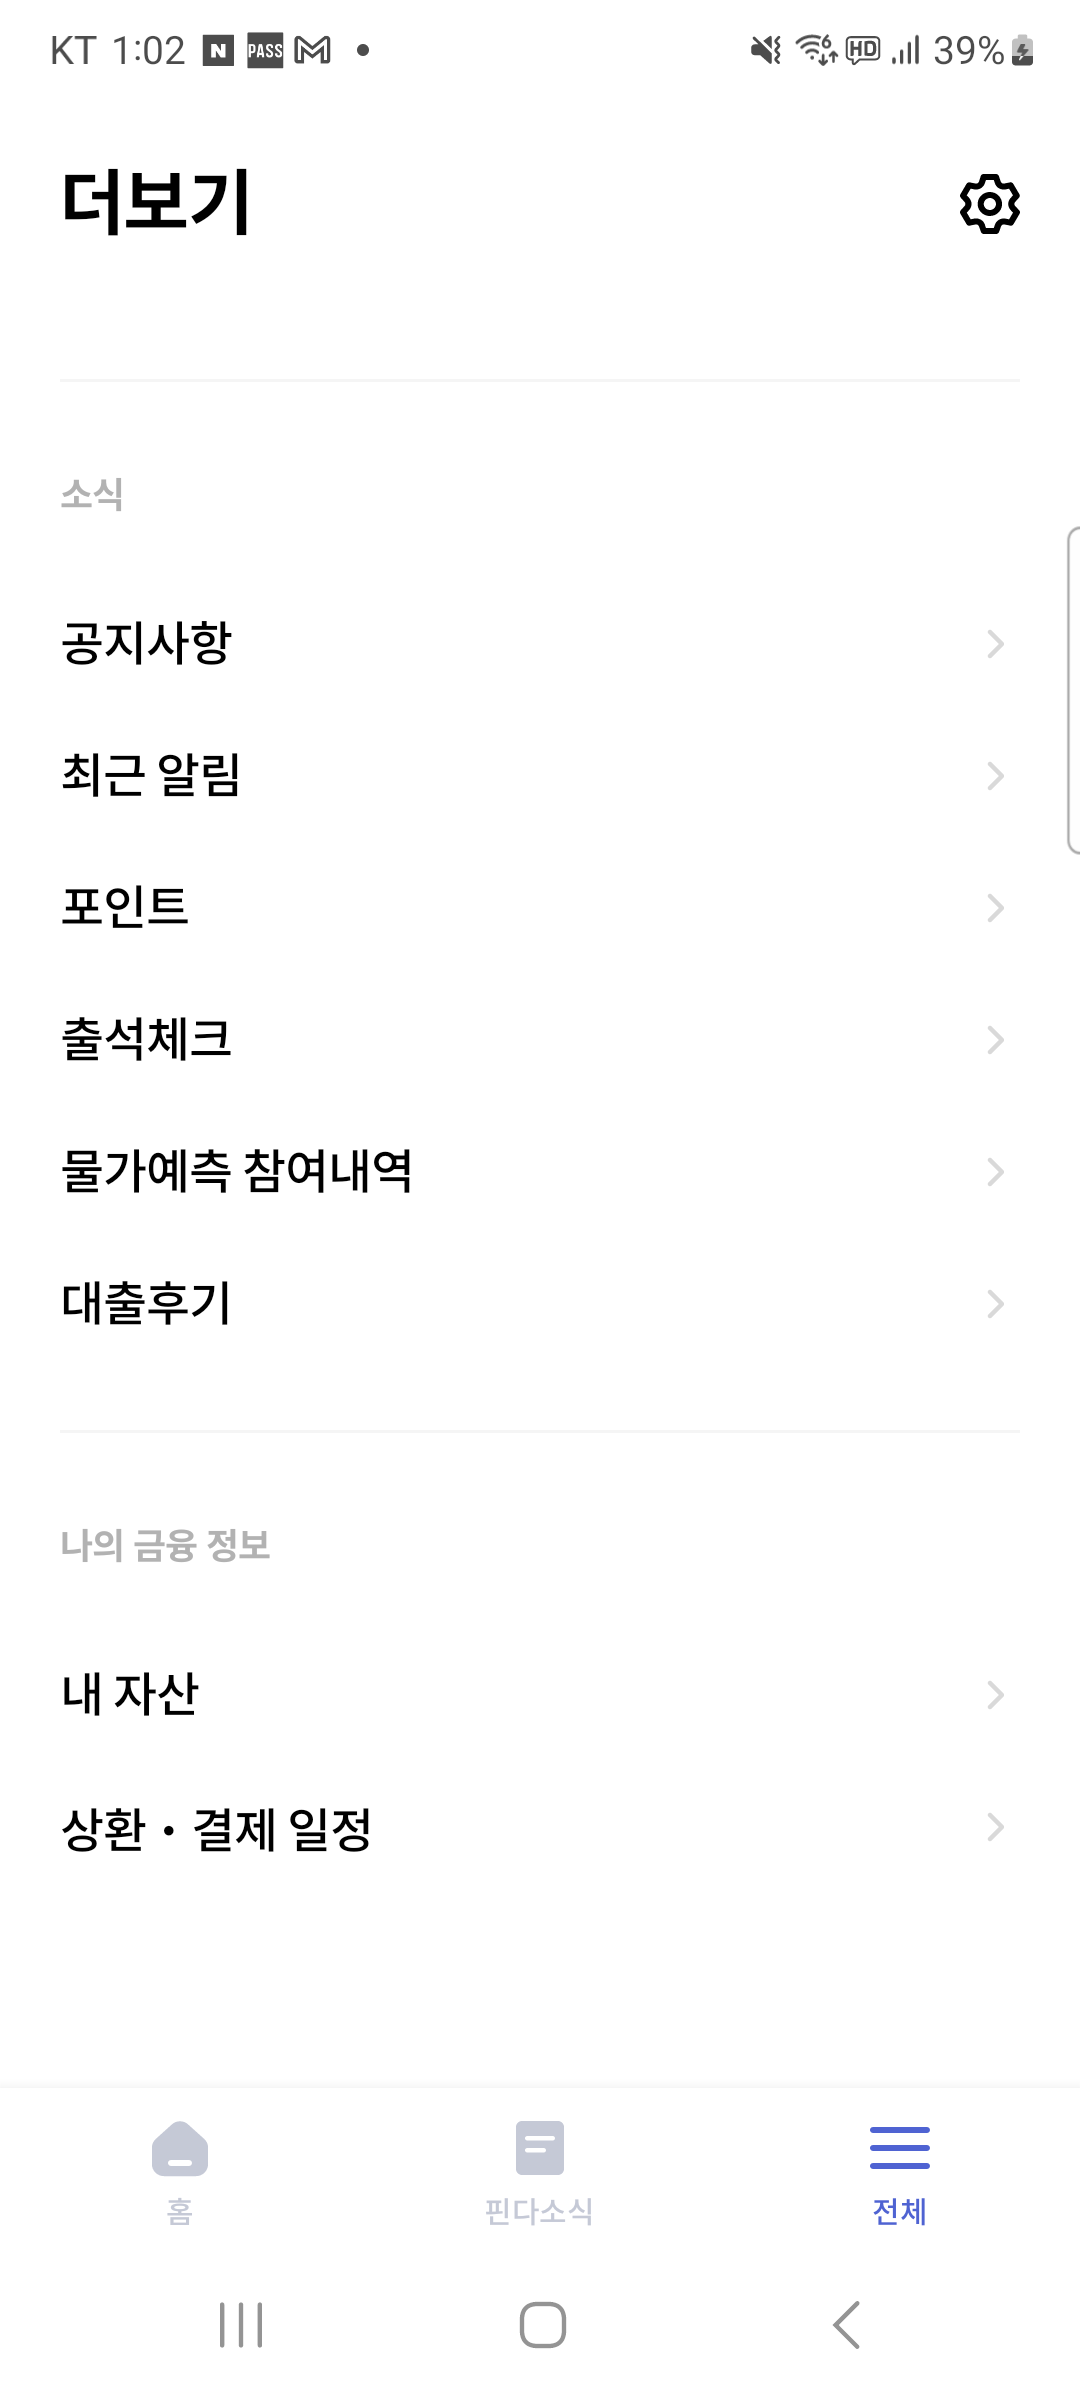 KT 1:02 N PASS M 6 HD 39%
더보기
소식
공지사항
최근 알림
포인트
출석체크
물가예측 참여내역
대출후기
나의 금융 정보
내 자산
상환・결제 일정
홈 핀다소식 전체